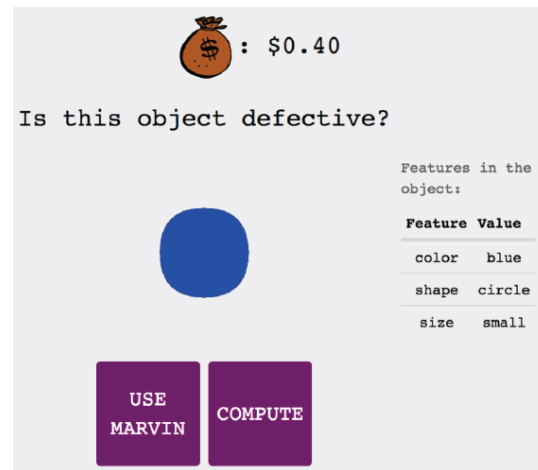 $ : $0.40
Is this object defective?
Features in the
object:
Feature Value
color blue
shape circle
size small
USE
MARVIN
COMPUTE